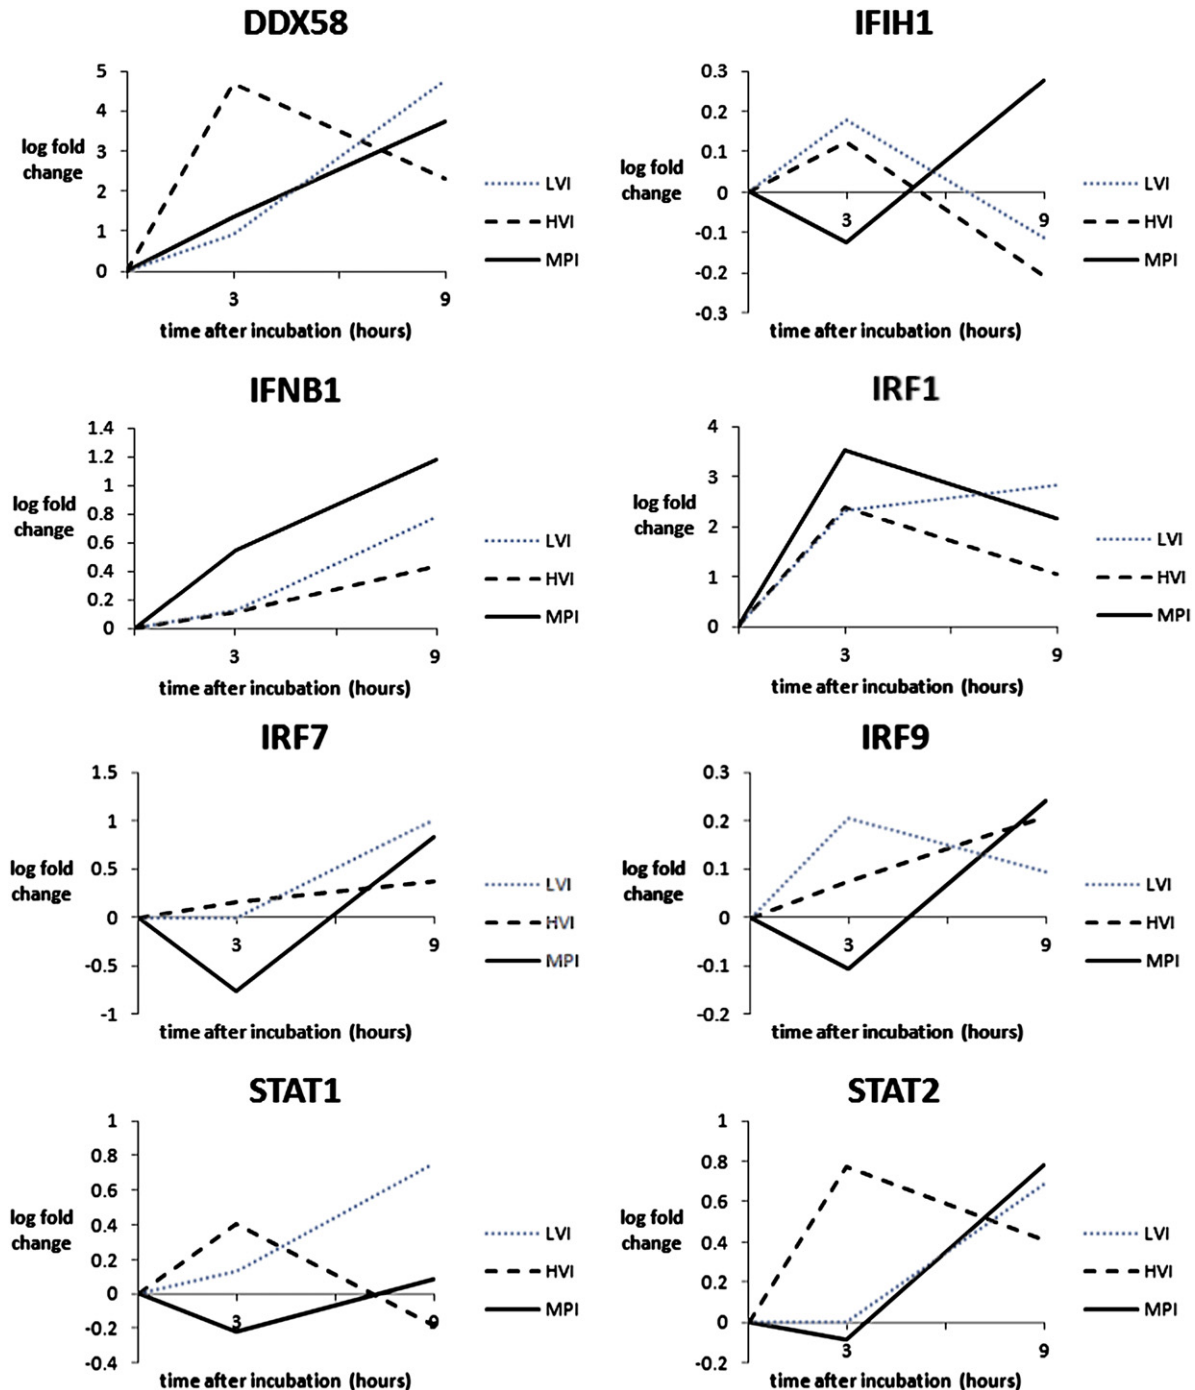 DDX58
5
4
log fold
3
change
2
LVI
HVI
1
MPI
0
3
9
time after incubation (hours)
IFIH1
0.3
0.2
0.1
log fold
0
change
LVI
3
9
-0.1
HVI
-0.2
MPI
-0.3
time after incubation (hours)
IFNB1
1.4
1.2
1
log fold
0.8
change
0.6
LVI
0.4
HVI
0.2
MPI
0
3
9
time after incubation (hours)
IRF1
4
3
log fold
change
2
LVI
1
HVI
MPI
0
3
9
time after incubation (hours)
IRF7
1.5
1
log fold
0.5
change
LVI
0
HVI
3
9
-0.5
MPI
-1
time after incubation (hours)
IRF9
0.3
0.2
log fold
0.1
change
LVI
0
HVI
3
9
-0.1
MPI
-0.2
time after incubation (hours)
STAT1
1
0.8
0.6
log fold
0.4
change
LVI
0.2
HVI
0
MPI
3
9
-0.2
-0.4
time after incubation (hours)
STAT2
1
0.8
0.6
log fold
0.4
change
LVI
0.2
HVI
0
MPI
3
9
-0.2
time after incubation (hours)